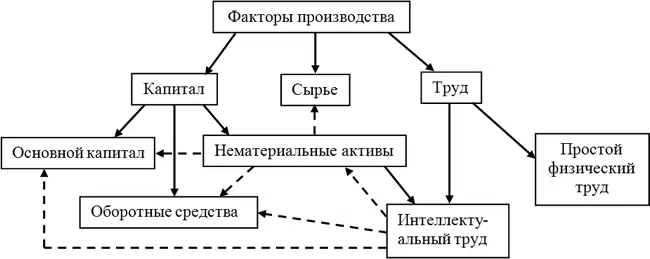 Факторы производства
Капитал
Сырье
Труд
Основной капитал
Нематериальные активы
Простой
физический
труд
Оборотные средства
Интеллекту-
альный труд